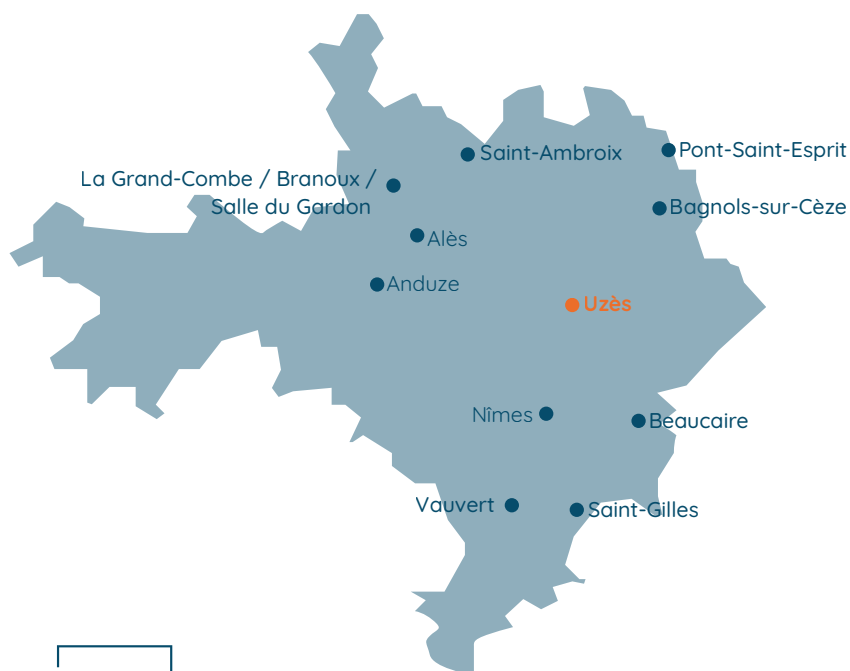 Saint-Ambroix
Pont-Saint-Esprit
La Grand-Combe / Branoux /
Salle du Gardon
Bagnols-sur-Cèze
Alès
Anduze
Uzès
Nîmes
Beaucaire
Vauvert
Saint-Gilles